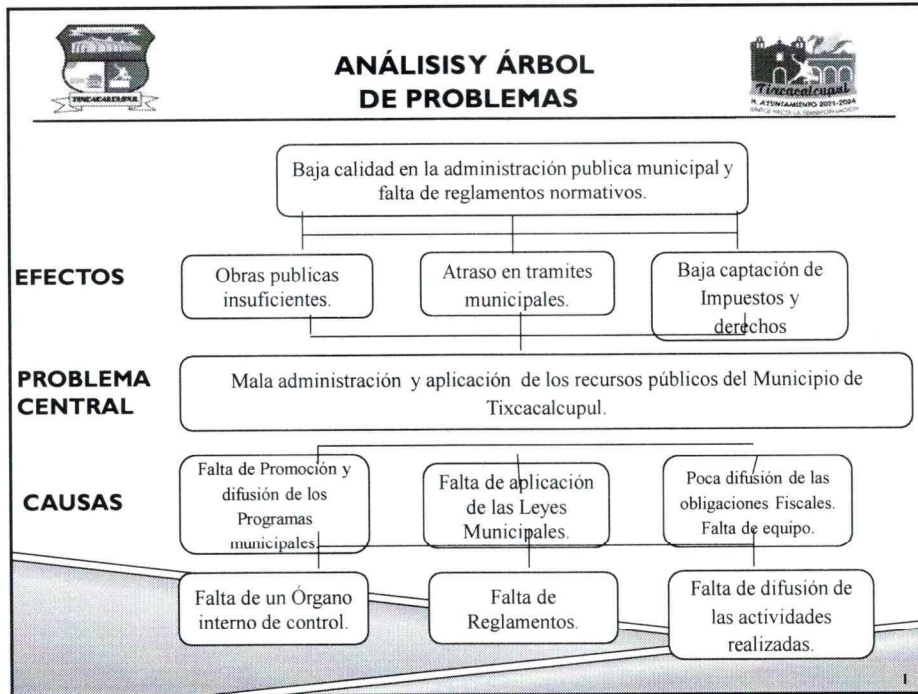 ANÁLISIS Y ÁRBOL
DE PROBLEMAS
TIXCACALCUPUL
Tixcacalcupul
H. AYUNTAMIENTO 2021-2024
Baja calidad en la administración publica municipal y
falta de reglamentos normativos.
EFECTOS
Obras publicas
insuficientes.
Atraso en tramites
municipales.
Baja captación de
Impuestos y
derechos
PROBLEMA
CENTRAL
Mala administración y aplicación de los recursos públicos del Municipio de
Tixcacalcupul.
CAUSAS
Falta de Promoción y
difusión de los
Programas
municipales.
Falta de aplicación
de las Leyes
Municipales.
Poca difusión de las
obligaciones Fiscales.
Falta de equipo.
Falta de un Órgano
interno de control.
Falta de
Reglamentos.
Falta de difusión de
las actividades
realizadas.
1